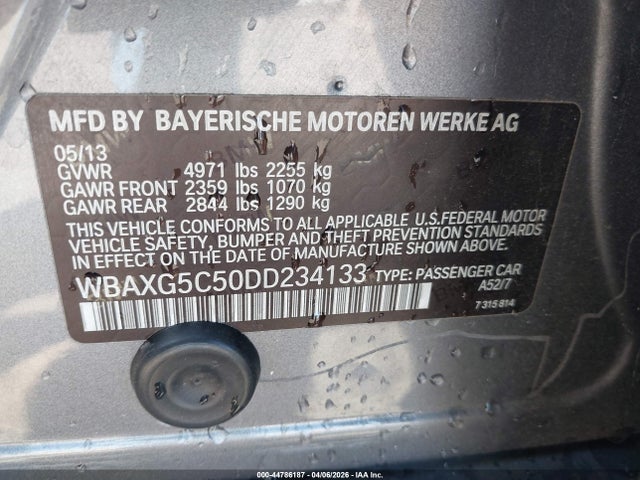 MFD BY BAYERISCHE MOTOREN WERKE AG
05/13
GVWR 4971 lbs 2255 kg
GAWR FRONT 2359 lbs 1070 kg
GAWR REAR 2844 lbs 1290 kg
THIS VEHICLE CONFORMS TO ALL APPLICABLE U.S.FEDERAL MOTOR
VEHICLE SAFETY, BUMPER, AND THEFT PREVENTION STANDARDS
IN EFFECT ON THE DATE OF MANUFACTURE SHOWN ABOVE.
WBAXG5C50DD234133 TYPE: PASSENGER CAR
A52/7
7315814
000-44786187 - 04/06/2026 - IAA Inc.